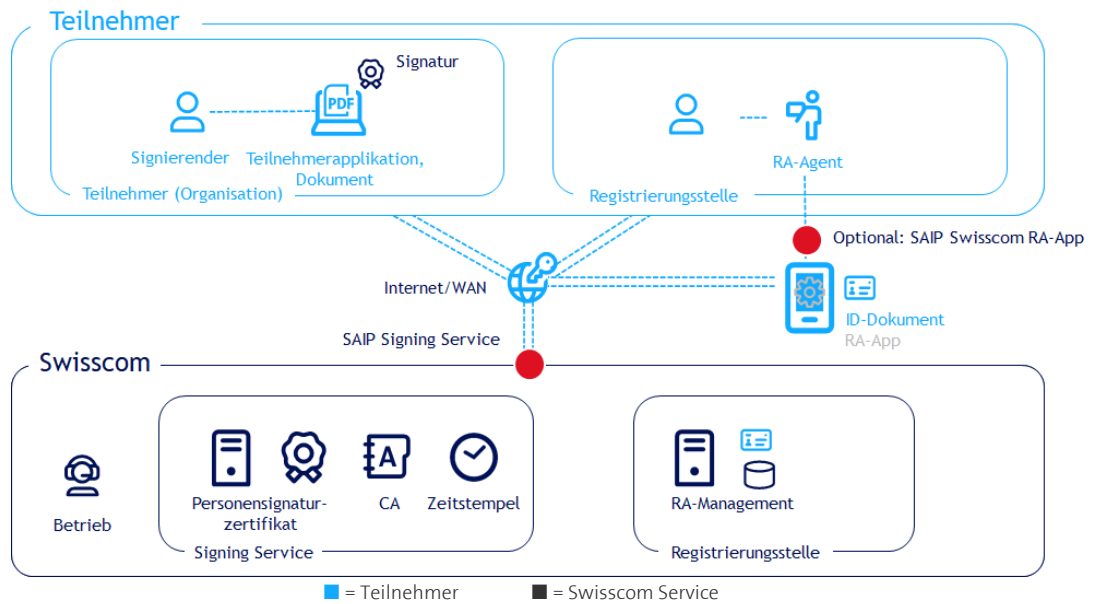 Teilnehmer
Signatur
PDF
Signierender
Teilnehmerapplikation,
Dokument
Teilnehmer (Organisation)
RA-Agent
Registrierungsstelle
Optional: SAIP Swisscom RA-App
Internet/WAN
ID-Dokument
RA-App
SAIP Signing Service
Swisscom
Betrieb
Personensignatur-
zertifikat
A
CA
Zeitstempel
Signing Service
RA-Management
Registrierungsstelle
= Teilnehmer
= Swisscom Service